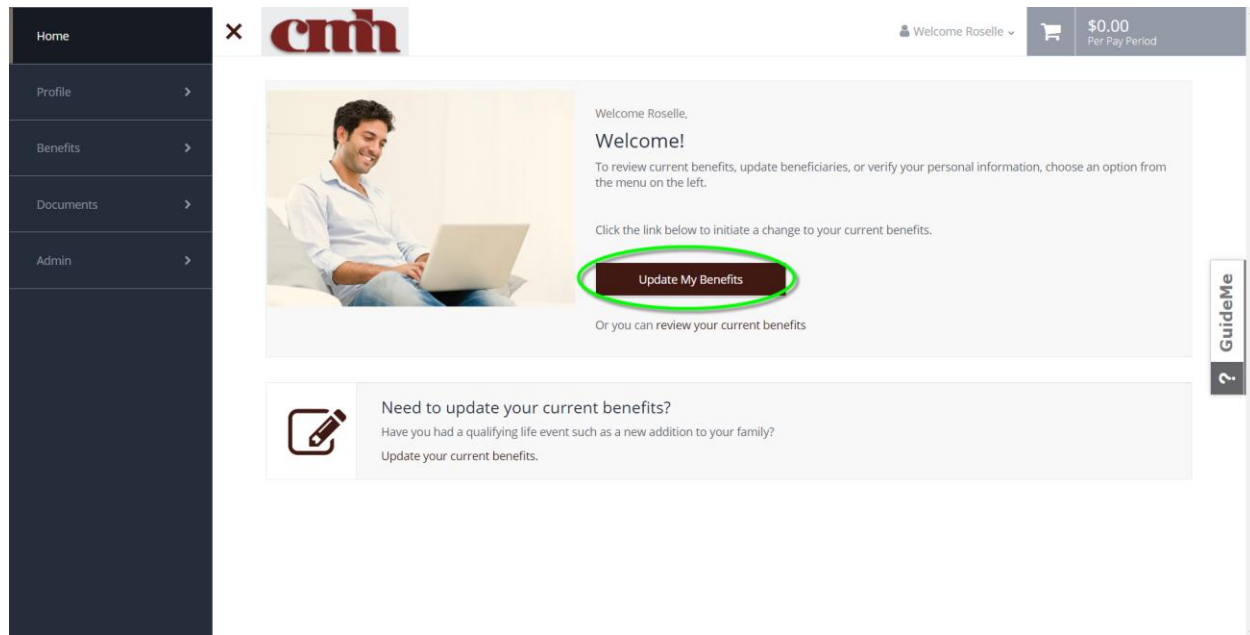 Home
cmh
Welcome Roselle
$0.00
Per Pay Period
Profile
Benefits
Documents
Admin
Welcome Roselle,
Welcome!
To review current benefits, update beneficiaries, or verify your personal information, choose an option from
the menu on the left.
Click the link below to initiate a change to your current benefits.
Update My Benefits
Or you can review your current benefits
Need to update your current benefits?
Have you had a qualifying life event such as a new addition to your family?
Update your current benefits.
? GuideMe